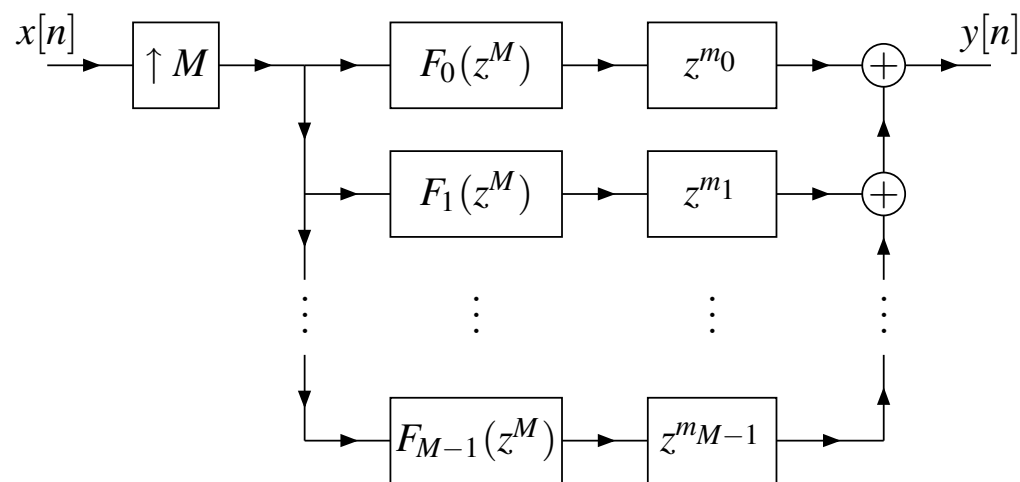 x[n] ↑ M F₀(z^M) z^{m₀} + y[n]
F₁(z^M) z^{m₁} +
⋮ ⋮ ⋮ ⋮
F_{M−1}(z^M) z^{m_{M−1}}